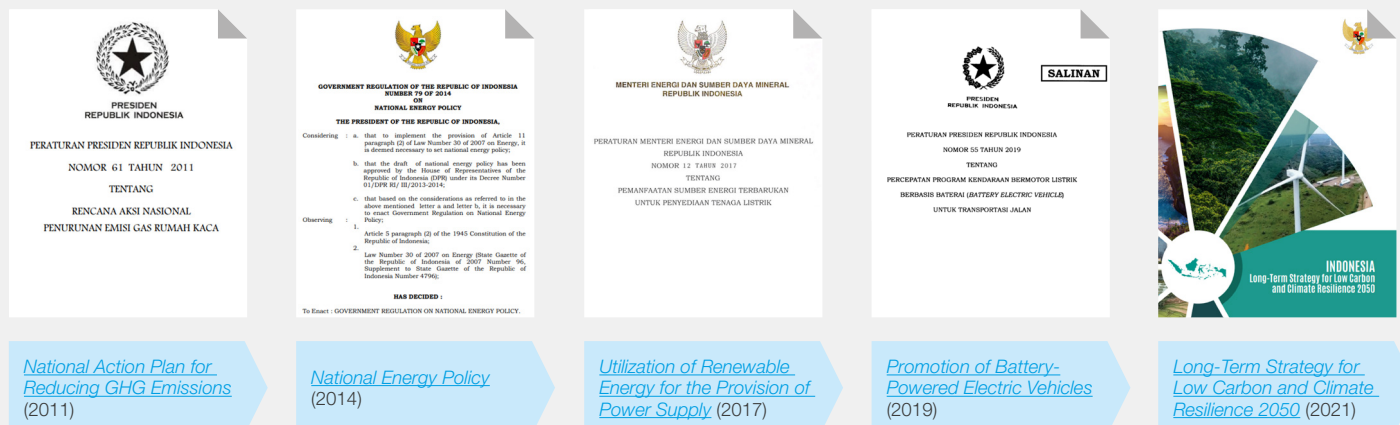 PRESIDEN
REPUBLIK INDONESIA
PERATURAN PRESIDEN REPUBLIK INDONESIA
NOMOR 61 TAHUN 2011
TENTANG
RENCANA AKSI NASIONAL
PENURUNAN EMISI GAS RUMAH KACA
GOVERNMENT REGULATION OF THE REPUBLIC OF INDONESIA
NUMBER 79 OF 2014
ON
NATIONAL ENERGY POLICY
THE PRESIDENT OF THE REPUBLIC OF INDONESIA,
Considering : a. that to implement the provision of Article 11
paragraph (2) of Law Number 30 of 2007 on Energy, it
is deemed necessary to set national energy policy;
b. that the draft of national energy policy has been
approved by the House of Representatives of the
Republic of Indonesia (DPR) under its Decree Number
01/DPR RI/ III/2013-2014;
c. that based on the considerations as referred to in the
above mentioned letter a and letter b, it is necessary
to enact Government Regulation on National Energy
Observing : Policy;
1.
Article 5 paragraph (2) of the 1945 Constitution of the
Republic of Indonesia;
2.
Law Number 30 of 2007 on Energy (State Gazette of
the Republic of Indonesia of 2007 Number 96,
Supplement to State Gazette of the Republic of
Indonesia Number 4796);
HAS DECIDED :
To Enact : GOVERNMENT REGULATION ON NATIONAL ENERGY POLICY.
MENTERI ENERGI DAN SUMBER DAYA MINERAL
REPUBLIK INDONESIA
PERATURAN MENTERI ENERGI DAN SUMBER DAYA MINERAL
REPUBLIK INDONESIA
NOMOR 12 TAHUN 2017
TENTANG
PEMANFAATAN SUMBER ENERGI TERBARUKAN
UNTUK PENYEDIAAN TENAGA LISTRIK
SALINAN
PRESIDEN
REPUBLIK INDONESIA
PERATURAN PRESIDEN REPUBLIK INDONESIA
NOMOR 55 TAHUN 2019
TENTANG
PERCEPATAN PROGRAM KENDARAAN BERMOTOR LISTRIK
BERBASIS BATERAI (BATTERY ELECTRIC VEHICLE)
UNTUK TRANSPORTASI JALAN
INDONESIA
Long-Term Strategy for Low Carbon
and Climate Resilience 2050
National Action Plan for
Reducing GHG Emissions
(2011)
National Energy Policy
(2014)
Utilization of Renewable
Energy for the Provision of
Power Supply (2017)
Promotion of Battery-
Powered Electric Vehicles
(2019)
Long-Term Strategy for
Low Carbon and Climate
Resilience 2050 (2021)